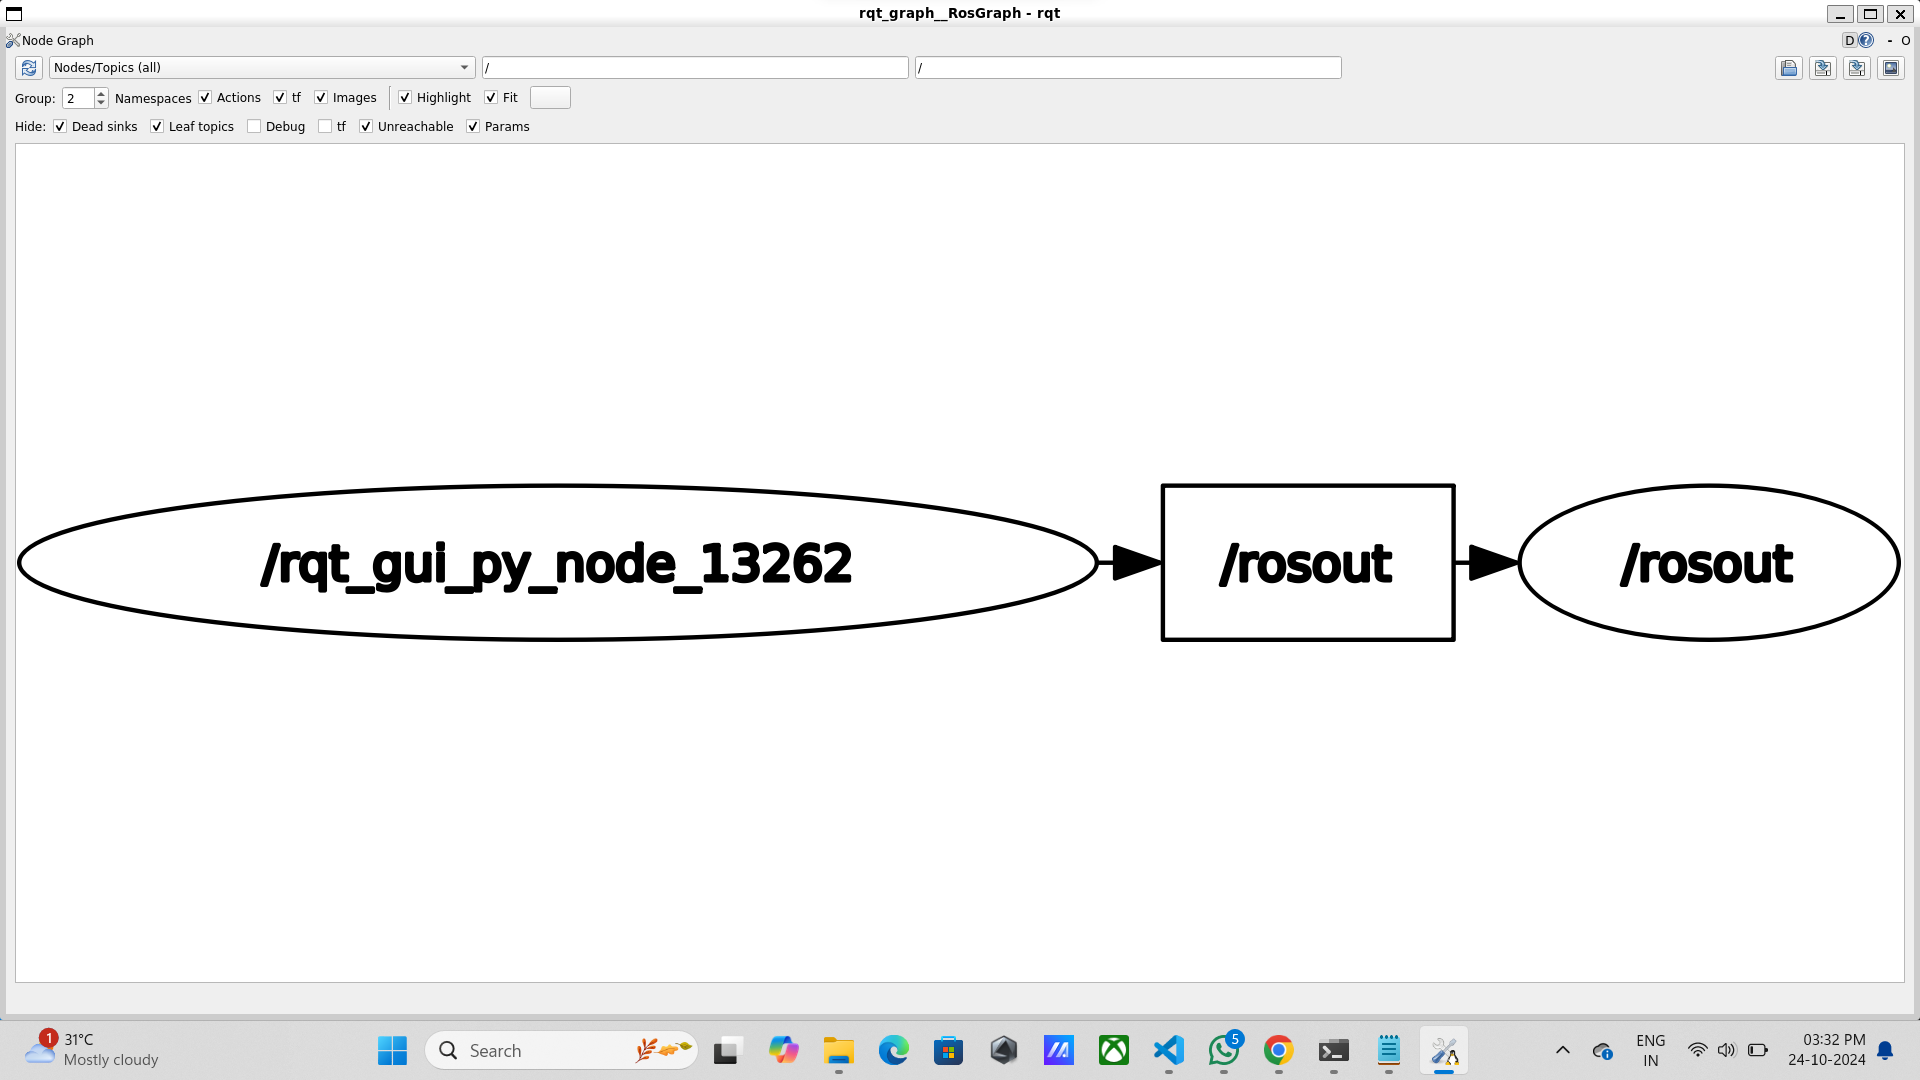 rqt_graph__RosGraph - rqt
Node Graph
D
?
- O
Nodes/Topics (all)
/
/
Group: 2 Namespaces Actions tf Images Highlight Fit
Hide: Dead sinks Leaf topics Debug tf Unreachable Params
/rqt_gui_py_node_13262
/rosout
/rosout
1
31°C
Mostly cloudy
Search
5
ENG
IN
03:32 PM
24-10-2024